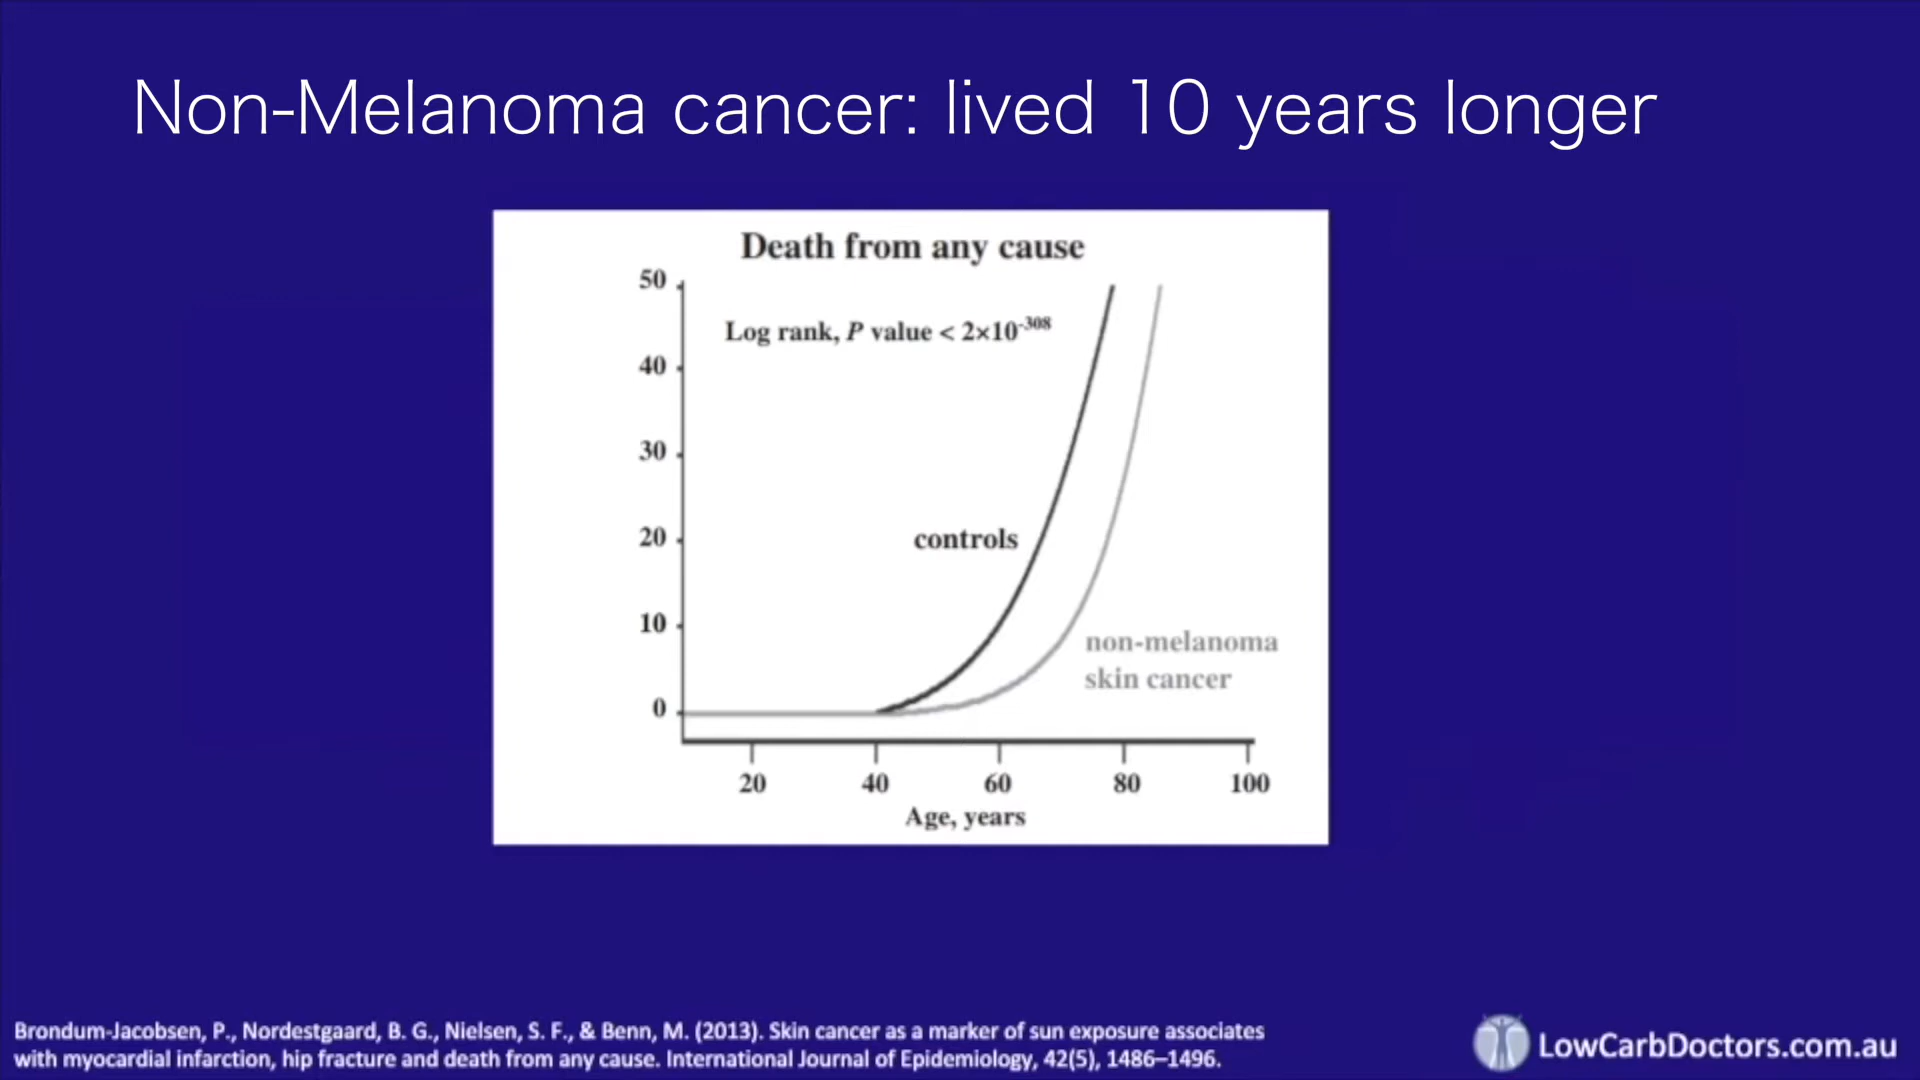 Non-Melanoma cancer: lived 10 years longer
Death from any cause
50
Log rank, P value < 2×10⁻³⁰⁸
40
30
20
controls
10
non-melanoma
skin cancer
0
20 40 60 80 100
Age, years
Brondum-Jacobsen, P., Nordestgaard, B. G., Nielsen, S. F., & Benn, M. (2013). Skin cancer as a marker of sun exposure associates
with myocardial infarction, hip fracture and death from any cause. International Journal of Epidemiology, 42(5), 1486–1496.
LowCarbDoctors.com.au